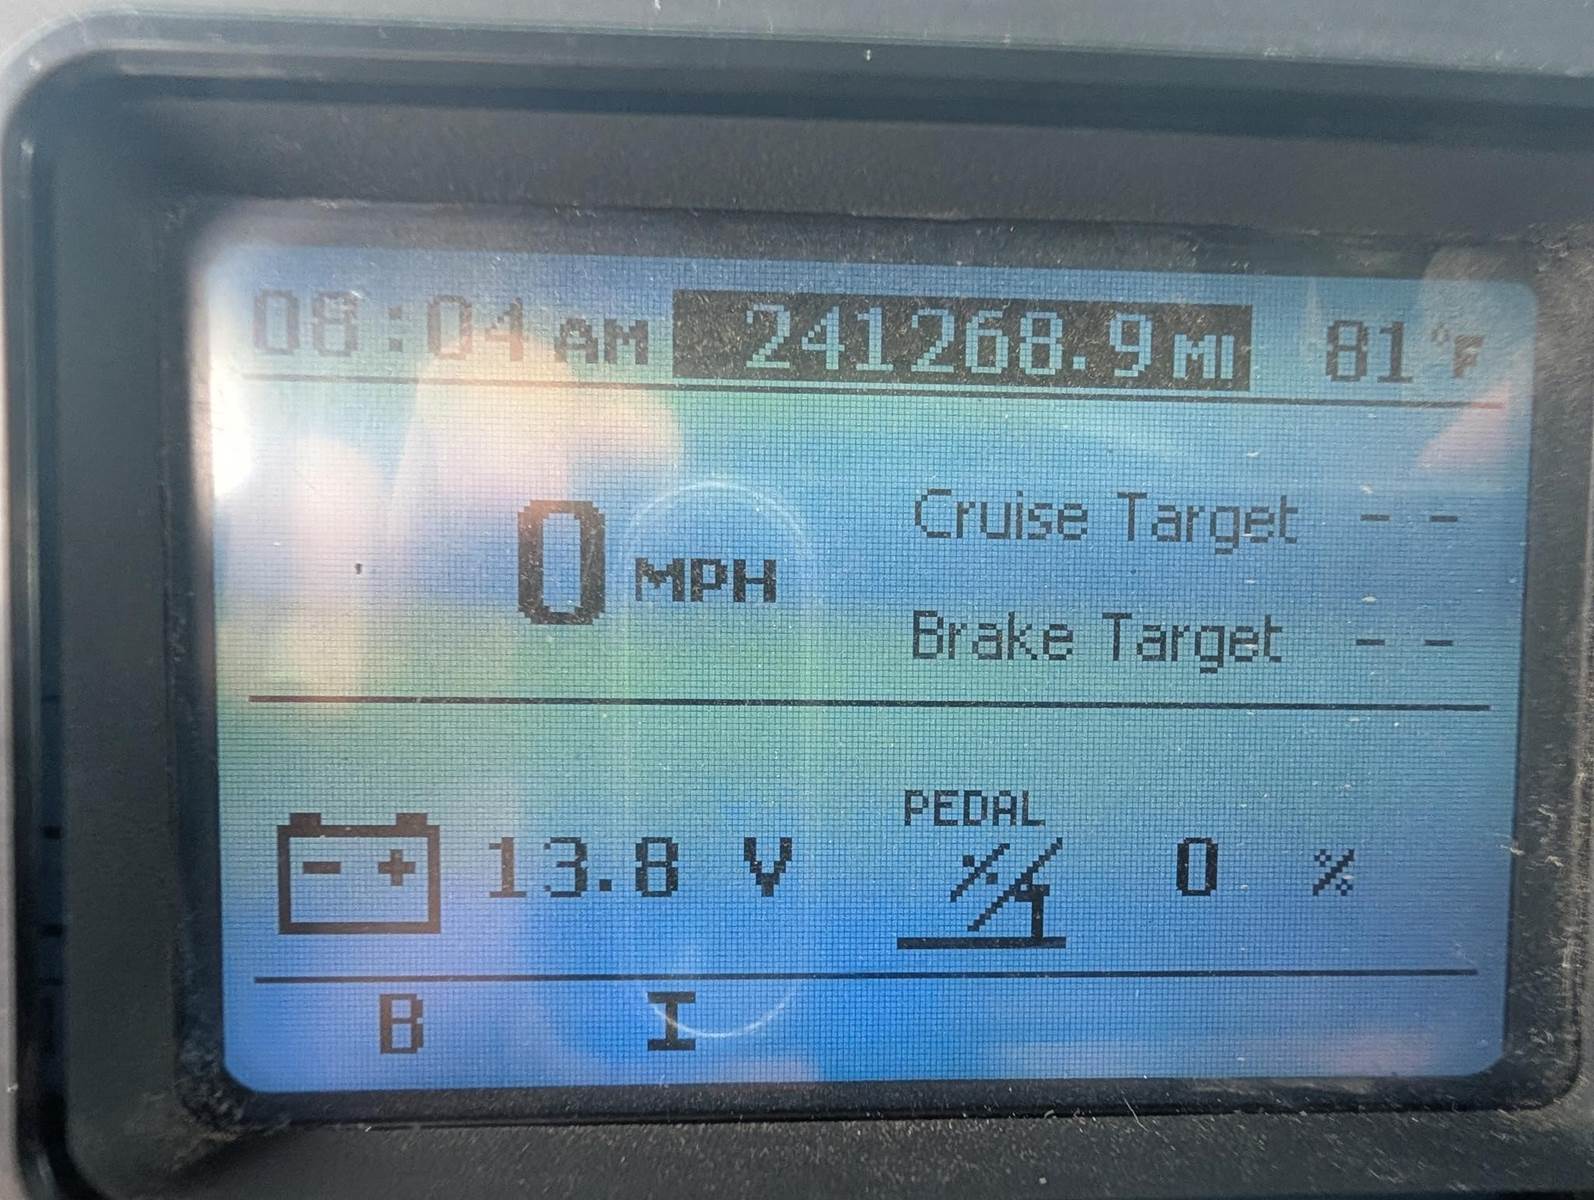 08:04 AM 241268.9 MI 81 °F
Cruise Target - -
0 MPH
Brake Target - -
PEDAL
- + 13.8 V 0 %
B I